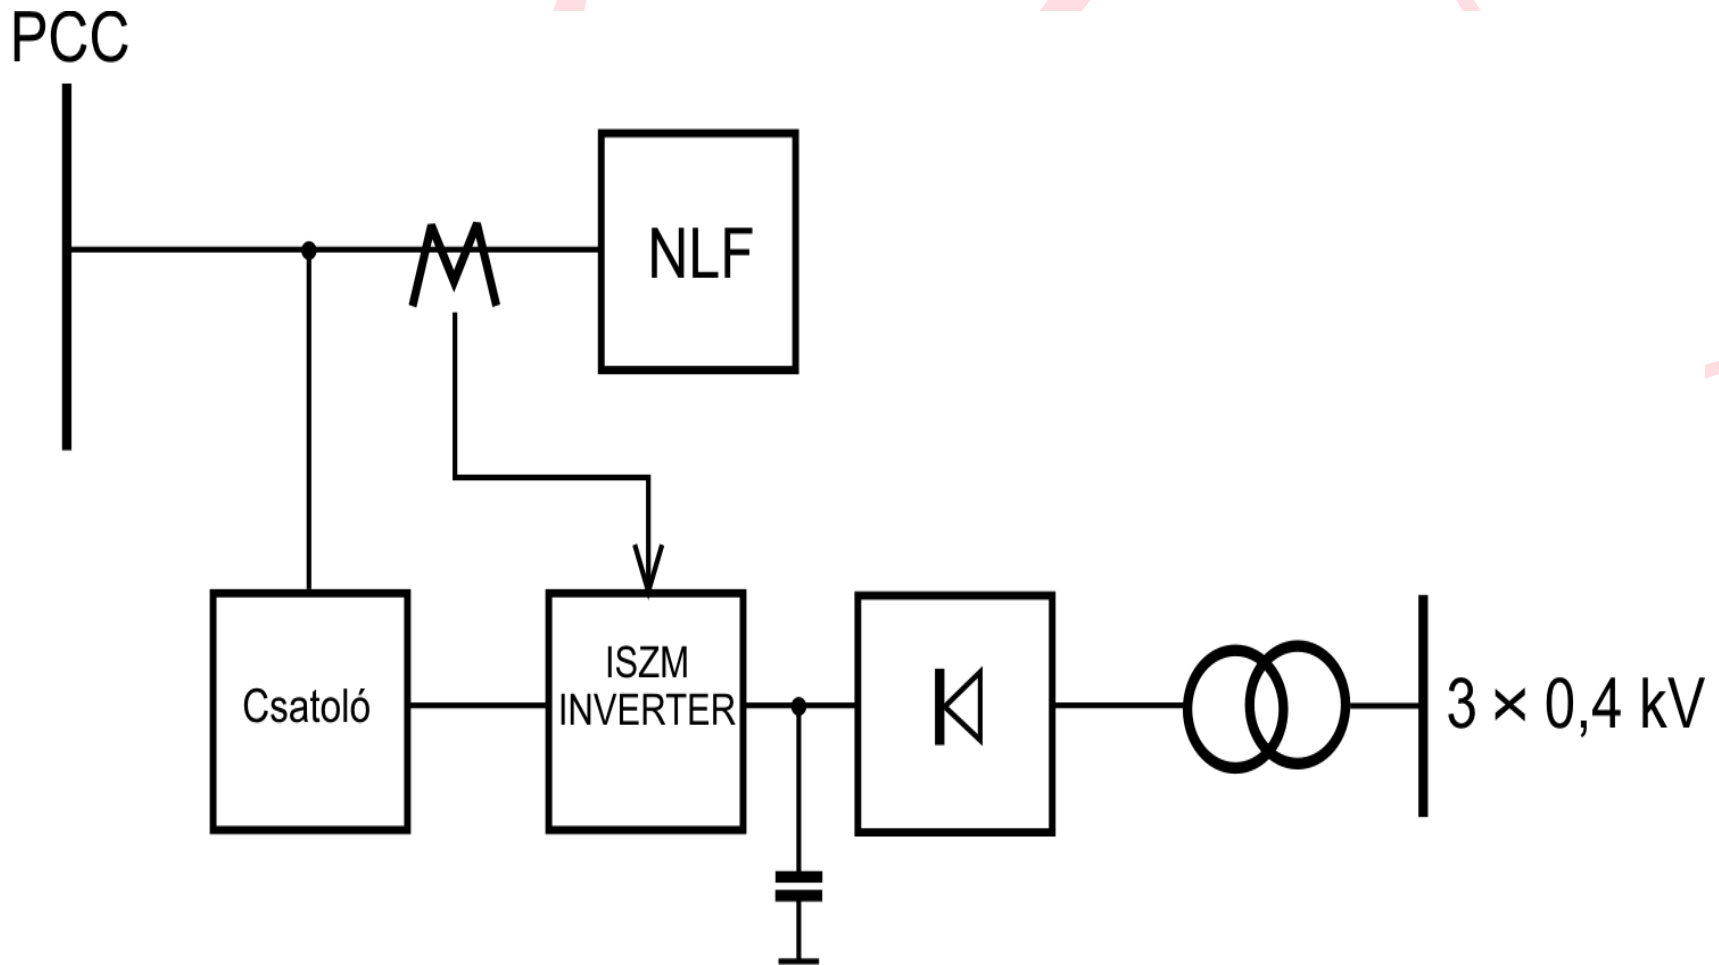 PCC
NLF
Csatoló
ISZM
INVERTER
3 × 0,4 kV